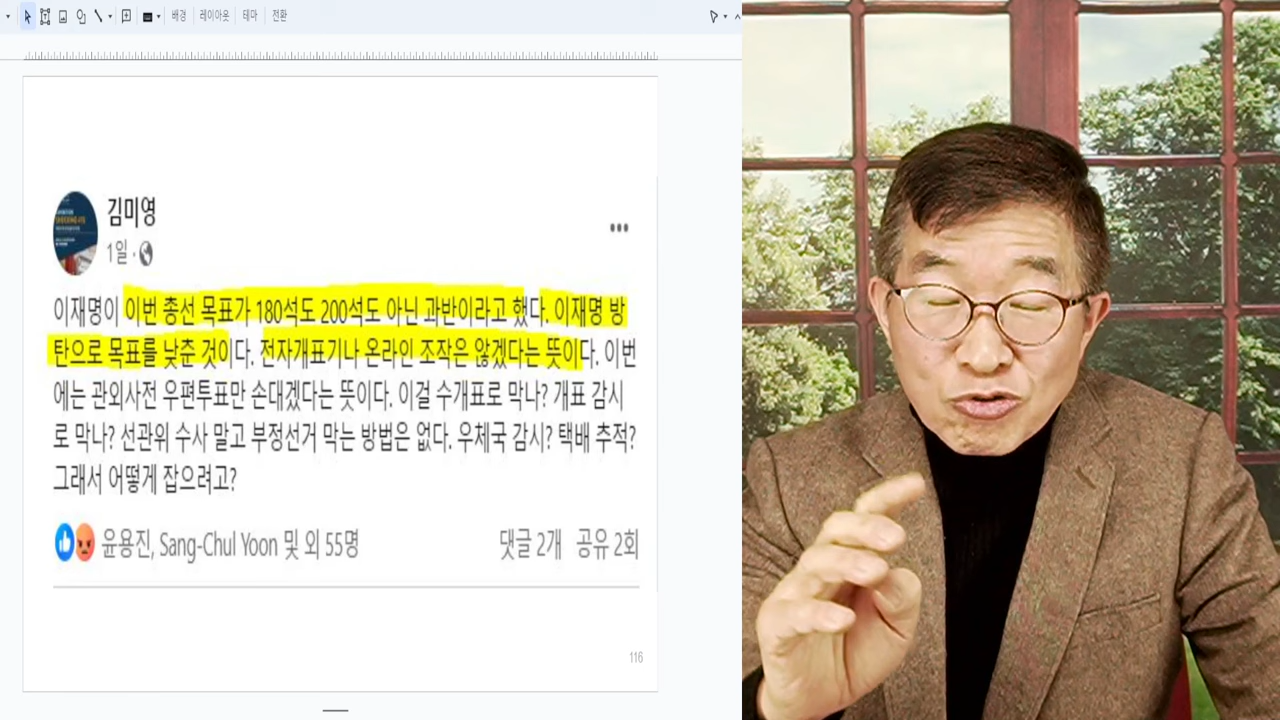 배경 레이아웃 테마 전환
김미영
1일
이재명이 이번 총선 목표가 180석도 200석도 아닌 과반이라고 했다. 이재명 방
탄으로 목표를 낮춘 것이다. 전자개표기나 온라인 조작은 않겠다는 뜻이다. 이번
에는 관외사전 우편투표만 손대겠다는 뜻이다. 이걸 수개표로 막나? 개표 감시
로 막나? 선관위 수사 말고 부정선거 막는 방법은 없다. 우체국 감시? 택배 추적?
그래서 어떻게 잡으려고?
윤용진, Sang-Chul Yoon 및 외 55명 댓글 2개 공유 2회
116